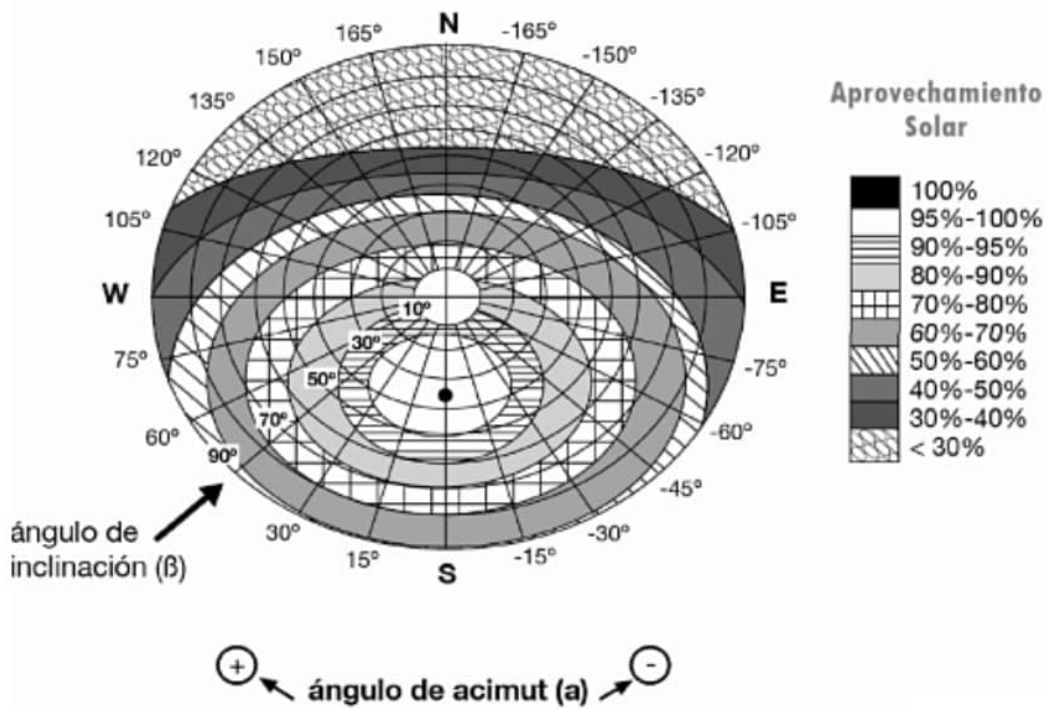 N
165º
-165º
150º
-150º
135º
-135º
120º
-120º
105º
-105º
W
E
75º
-75º
60º
-60º
-45º
30º
-30º
15º
-15º
S
10º
30º
50º
70º
90º
ángulo de
inclinación (ß)
+
-
ángulo de acimut (a)
Aprovechamiento
Solar
100%
95%-100%
90%-95%
80%-90%
70%-80%
60%-70%
50%-60%
40%-50%
30%-40%
< 30%